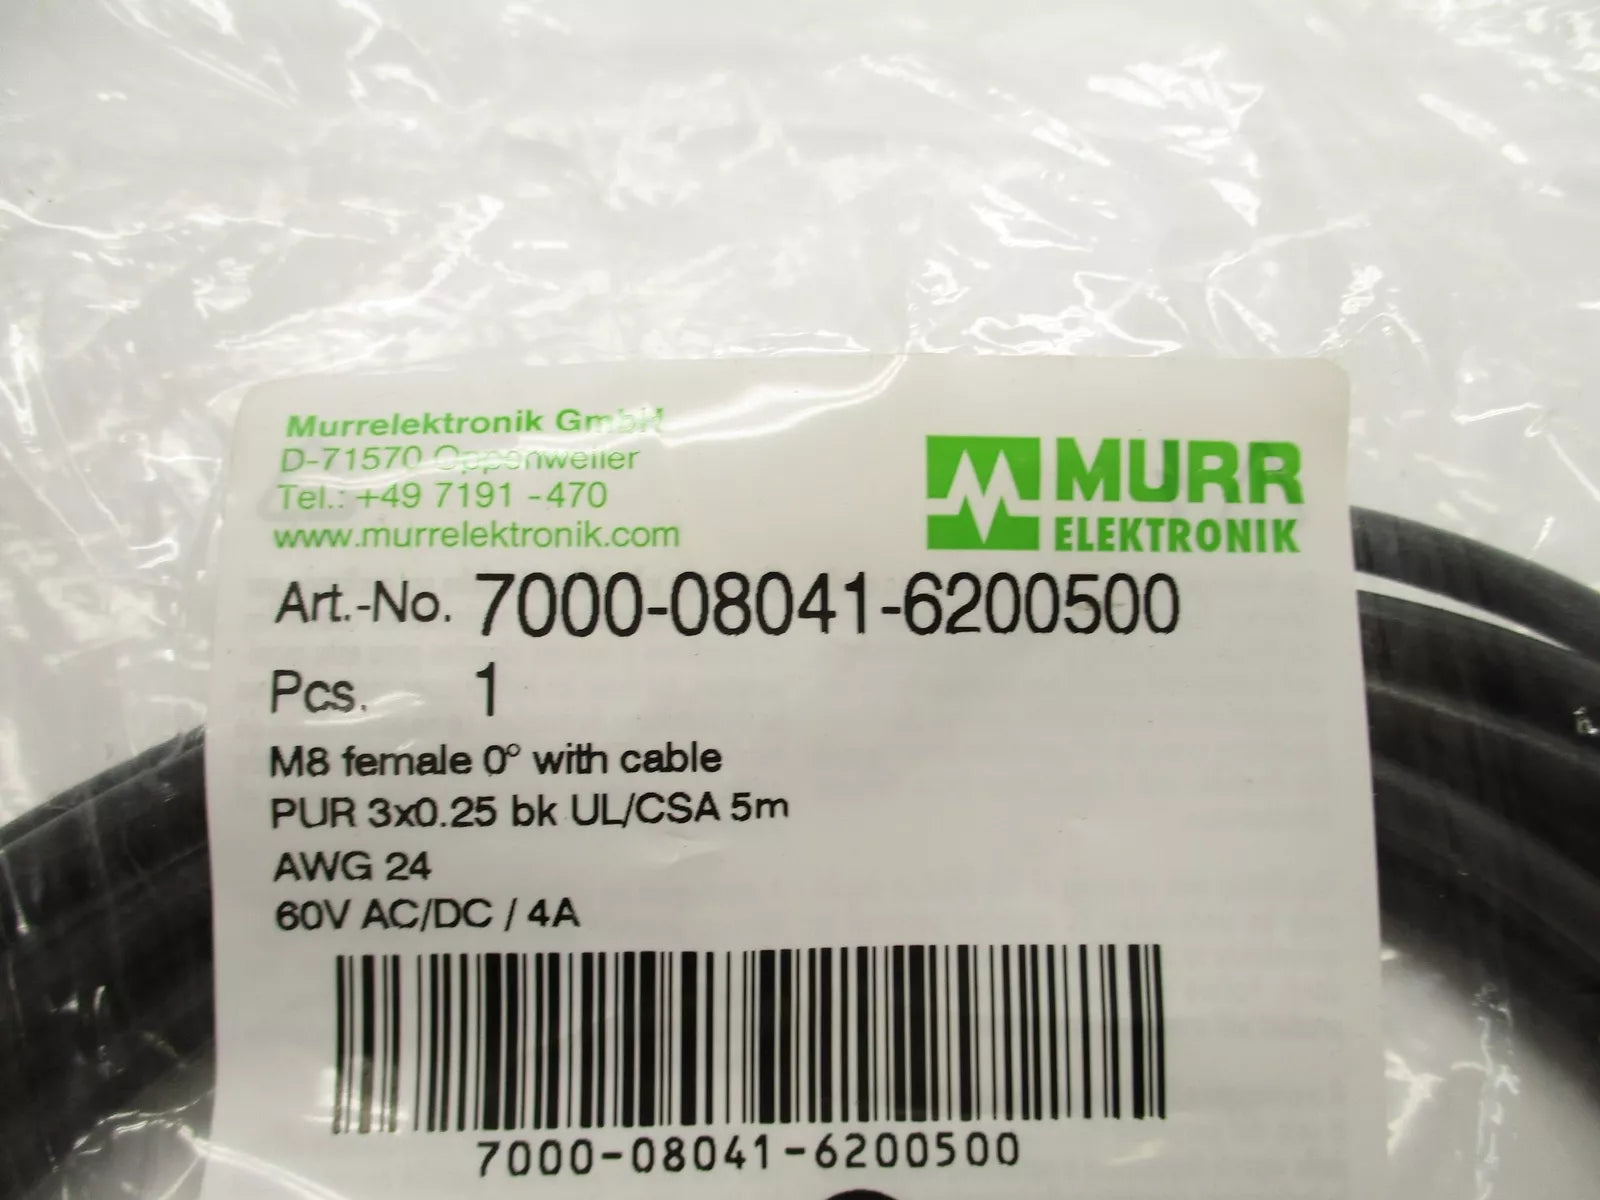 Murrelektronik GmbH
D-71570 Oppenweiler
Tel.: +49 7191 -470
www.murrelektronik.com
MURR
ELEKTRONIK
Art.-No. 7000-08041-6200500
Pcs. 1
M8 female 0° with cable
PUR 3x0.25 bk UL/CSA 5m
AWG 24
60V AC/DC / 4A
7000-08041-6200500